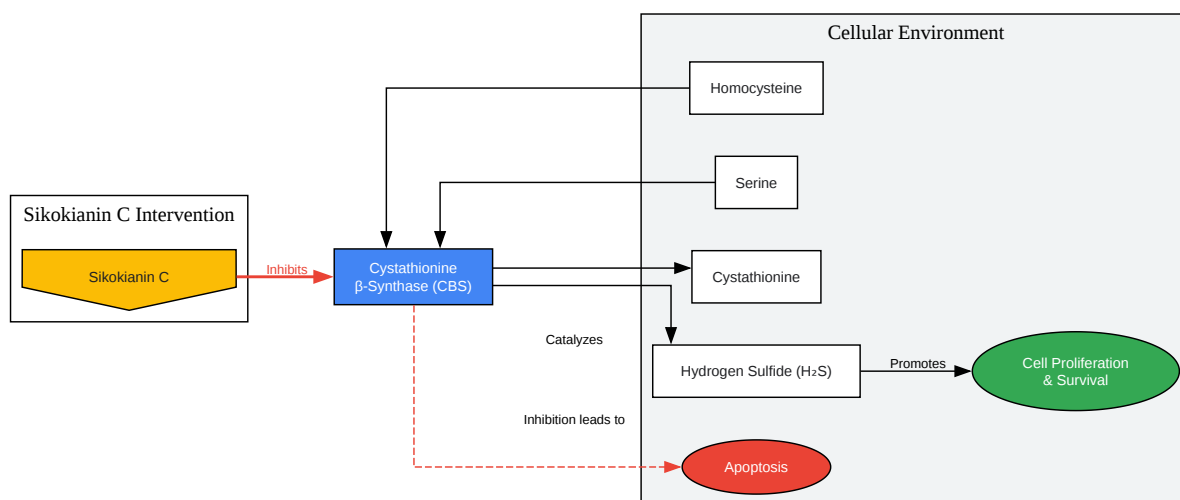 Cellular Environment
Homocysteine
Serine
Sikokianin C Intervention
Sikokianin C
Inhibits
Cystathionine
β-Synthase (CBS)
Cystathionine
Catalyzes
Hydrogen Sulfide (H₂S)
Promotes
Cell Proliferation
& Survival
Inhibition leads to
Apoptosis